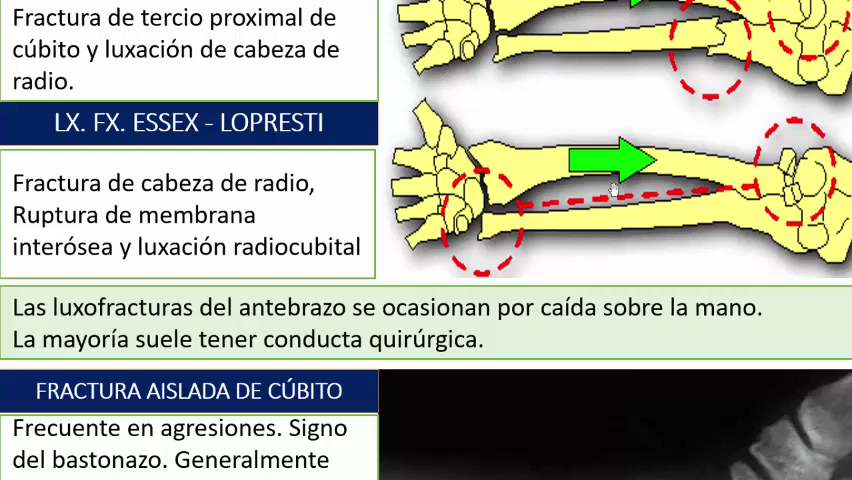 Fractura de tercio proximal de
cúbito y luxación de cabeza de
radio.
LX. FX. ESSEX - LOPRESTI
Fractura de cabeza de radio,
Ruptura de membrana
interósea y luxación radiocubital
Las luxofracturas del antebrazo se ocasionan por caída sobre la mano.
La mayoría suele tener conducta quirúrgica.
FRACTURA AISLADA DE CÚBITO
Frecuente en agresiones. Signo
del bastonazo. Generalmente